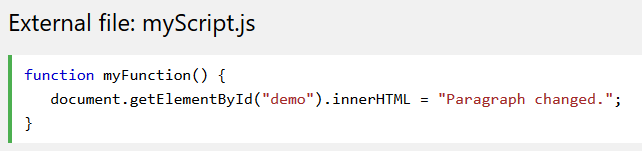 External file: myScript.js
function myFunction() {
   document.getElementById("demo").innerHTML = "Paragraph changed.";
}